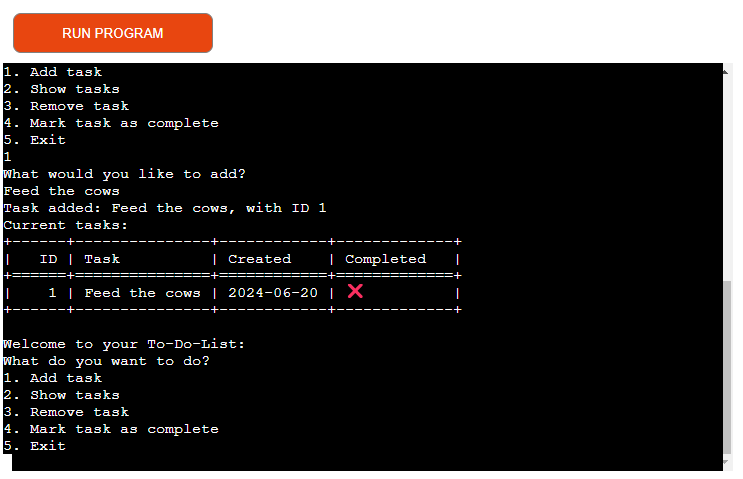 RUN PROGRAM
1. Add task
2. Show tasks
3. Remove task
4. Mark task as complete
5. Exit
1
What would you like to add?
Feed the cows
Task added: Feed the cows, with ID 1
Current tasks:
+------+---------------+------------+-------------+
|   ID | Task          | Created    | Completed   |
+======+===============+============+=============+
|    1 | Feed the cows | 2024-06-20 | ❌          |
+------+---------------+------------+-------------+
Welcome to your To-Do-List:
What do you want to do?
1. Add task
2. Show tasks
3. Remove task
4. Mark task as complete
5. Exit